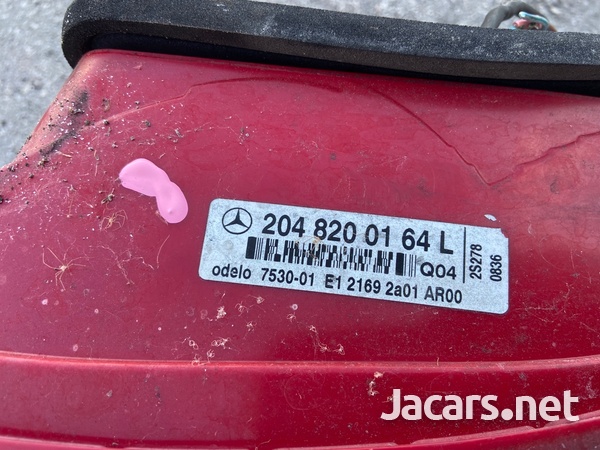 204 820 01 64 L
Q04
odelo 7530-01 E1 2169 2a01 AR00
2S278
0836
Jacars.net